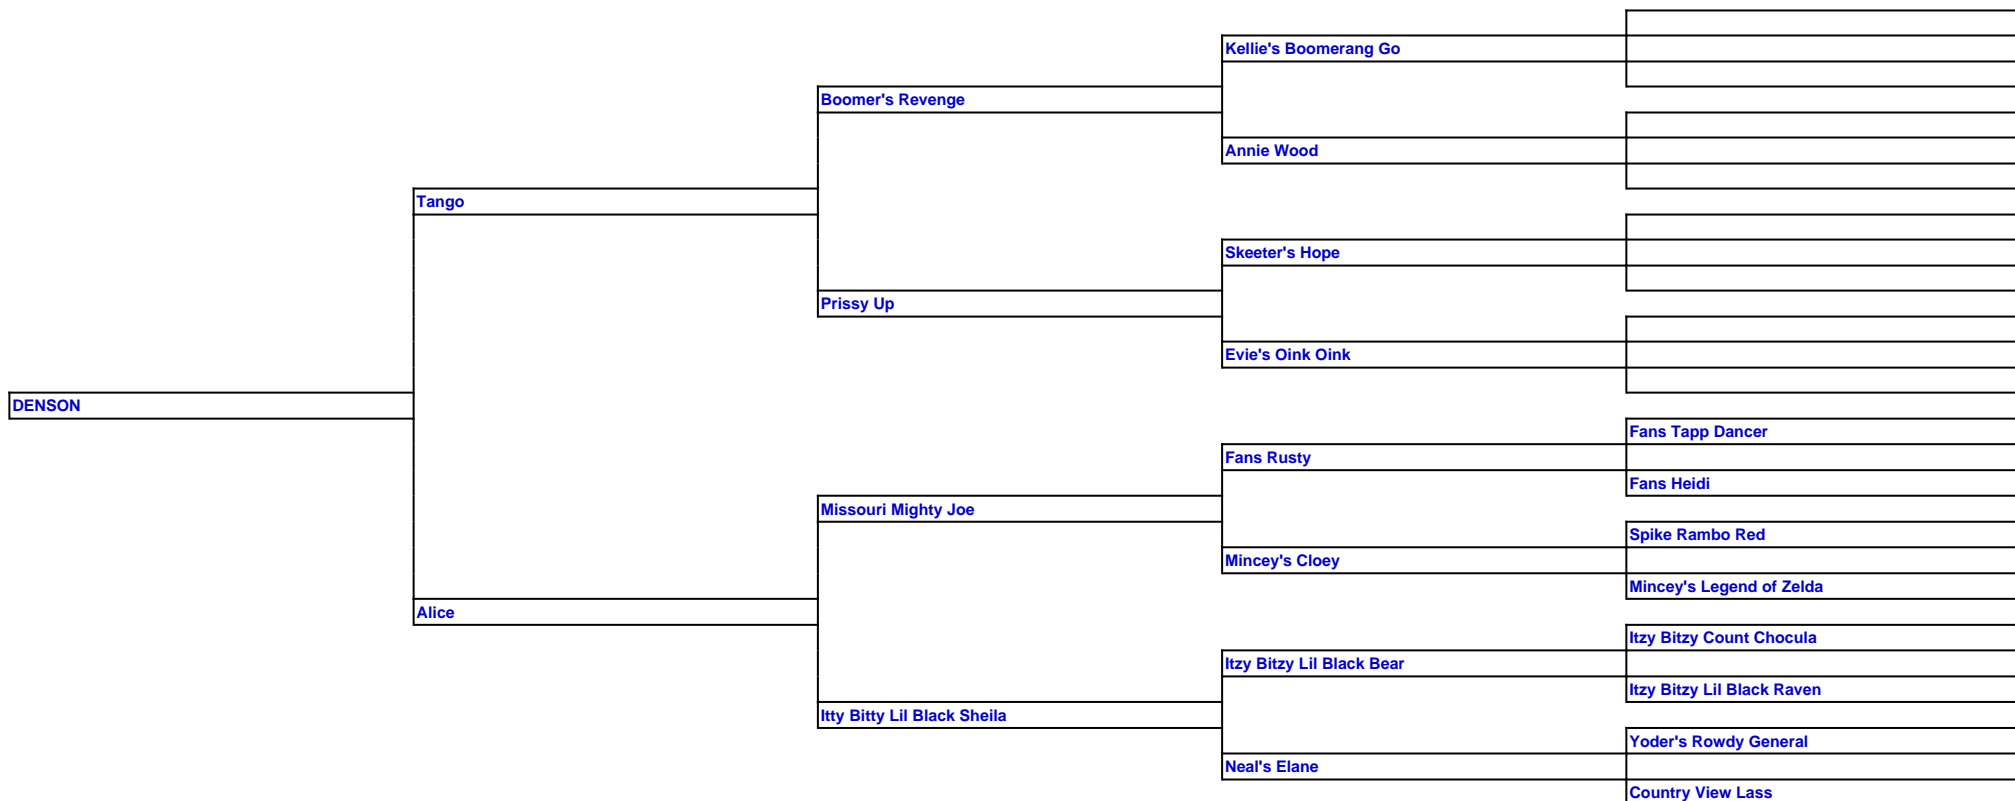 Kellie's Boomerang Go
Boomer's Revenge
Annie Wood
Tango
Skeeter's Hope
Prissy Up
Evie's Oink Oink
DENSON
Fans Tapp Dancer
Fans Rusty
Fans Heidi
Missouri Mighty Joe
Spike Rambo Red
Mincey's Cloey
Mincey's Legend of Zelda
Alice
Itzy Bitzy Count Chocula
Itzy Bitzy Lil Black Bear
Itzy Bitzy Lil Black Raven
Itty Bitty Lil Black Sheila
Yoder's Rowdy General
Neal's Elane
Country View Lass